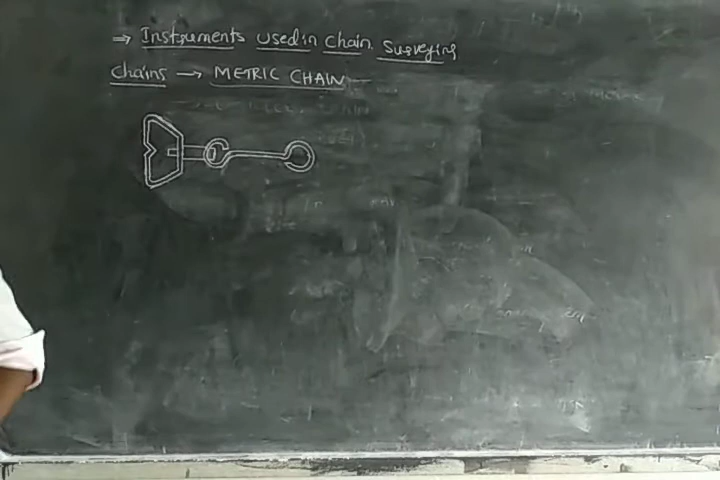 ⇒ Instruments used in Chain Surveying
Chains → METRIC CHAIN –